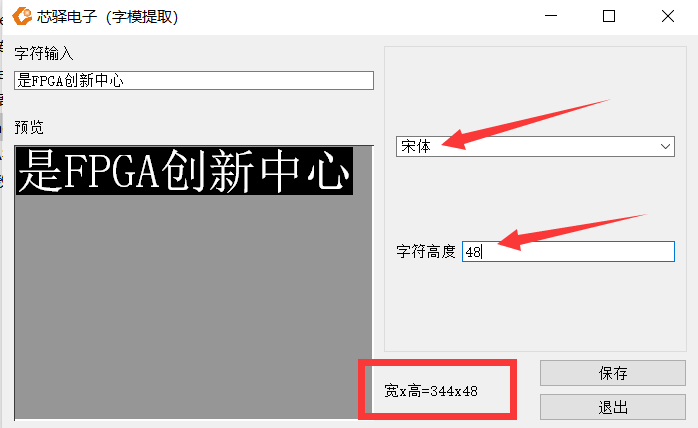 芯驿电子（字模提取）
字符输入
是FPGA创新中心
预览
是FPGA创新中心
宋体
字符高度 48
宽x高=344x48
保存
退出